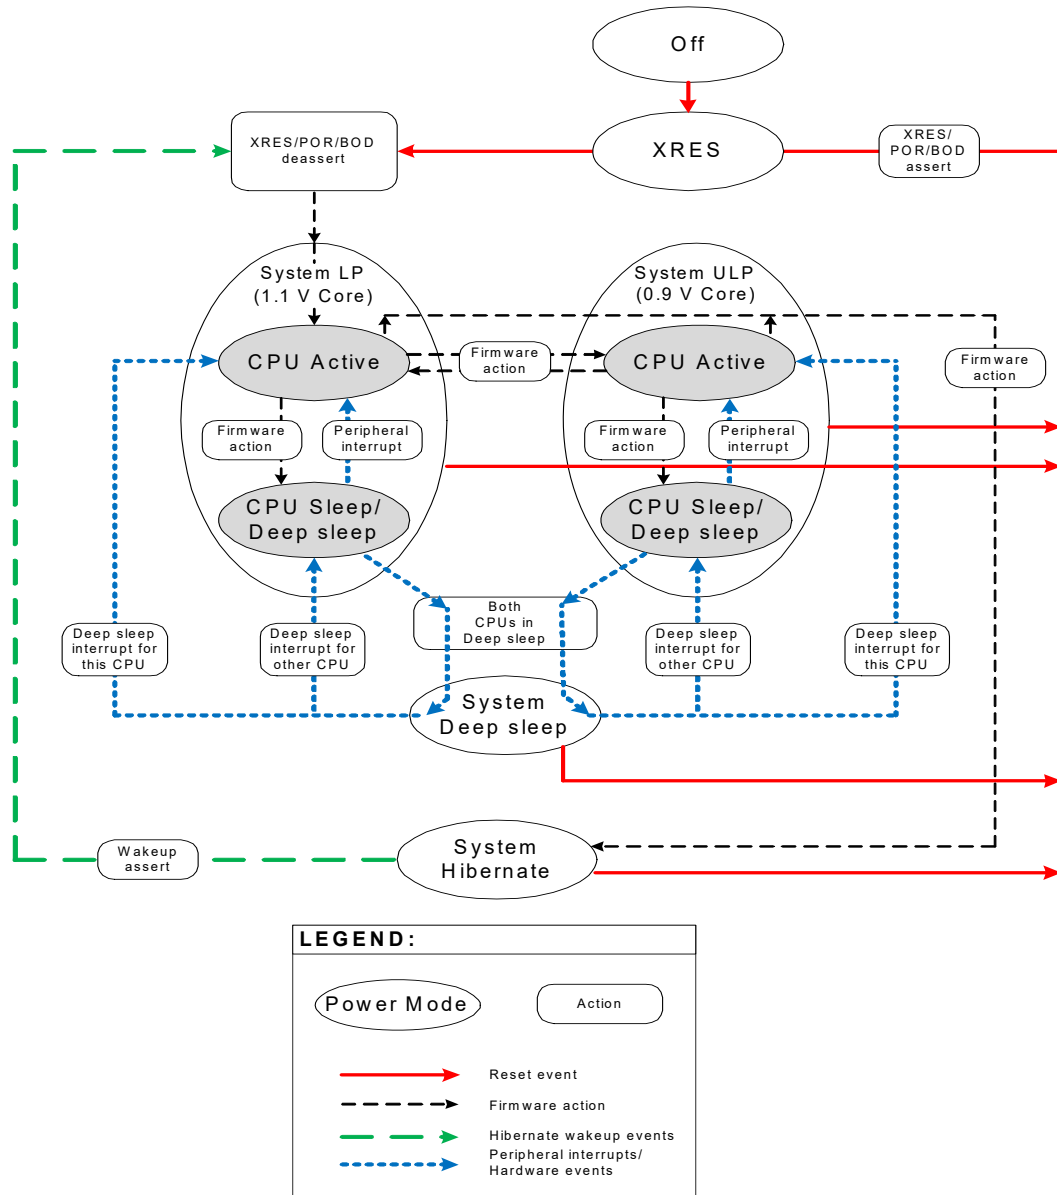 Off
XRES/POR/BOD
deassert
XRES
XRES/
POR/BOD
assert
System LP
(1.1 V Core)
System ULP
(0.9 V Core)
CPU Active
Firmware
action
CPU Active
Firmware
action
Firmware
action
Peripheral
interrupt
Firmware
action
Peripheral
interrupt
CPU Sleep/
Deep sleep
CPU Sleep/
Deep sleep
Both
CPUs in
Deep sleep
Deep sleep
interrupt for
this CPU
Deep sleep
interrupt for
other CPU
Deep sleep
interrupt for
other CPU
Deep sleep
interrupt for
this CPU
System
Deep sleep
Wakeup
assert
System
Hibernate
LEGEND:
Power Mode
Action
Reset event
Firmware action
Hibernate wakeup events
Peripheral interrupts/
Hardware events